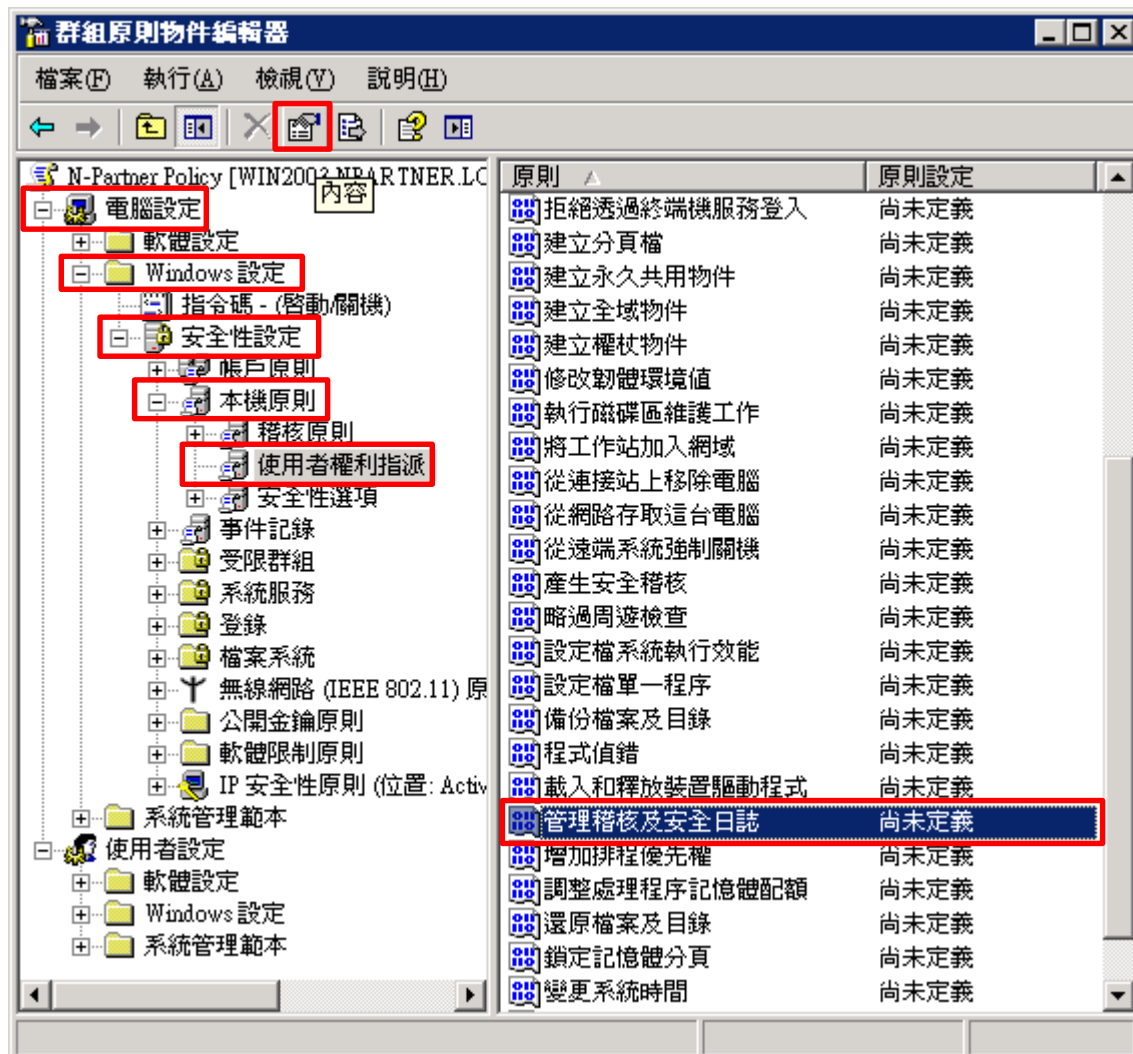 群組原則物件編輯器
檔案(F) 執行(A) 檢視(V) 說明(H)
N-Partner Policy [WIN2003.NPARTNER.LO
內容
電腦設定
軟體設定
Windows 設定
指令碼 - (啓動/關機)
安全性設定
帳戶原則
本機原則
稽核原則
使用者權利指派
安全性選項
事件記錄
受限群組
系統服務
登錄
檔案系統
無線網路 (IEEE 802.11) 原
公開金鑰原則
軟體限制原則
IP 安全性原則 (位置: Activ
系統管理範本
使用者設定
軟體設定
Windows 設定
系統管理範本
原則 原則設定
拒絕透過終端機服務登入 尚未定義
建立分頁檔 尚未定義
建立永久共用物件 尚未定義
建立全域物件 尚未定義
建立權杖物件 尚未定義
修改韌體環境值 尚未定義
執行磁碟區維護工作 尚未定義
將工作站加入網域 尚未定義
從連接站上移除電腦 尚未定義
從網路存取這台電腦 尚未定義
從遠端系統強制關機 尚未定義
產生安全稽核 尚未定義
略過周遊檢查 尚未定義
設定檔系統執行效能 尚未定義
設定檔單一程序 尚未定義
備份檔案及目錄 尚未定義
程式偵錯 尚未定義
載入和釋放裝置驅動程式 尚未定義
管理稽核及安全日誌 尚未定義
增加排程優先權 尚未定義
調整處理程序記憶體配額 尚未定義
還原檔案及目錄 尚未定義
鎖定記憶體分頁 尚未定義
變更系統時間 尚未定義